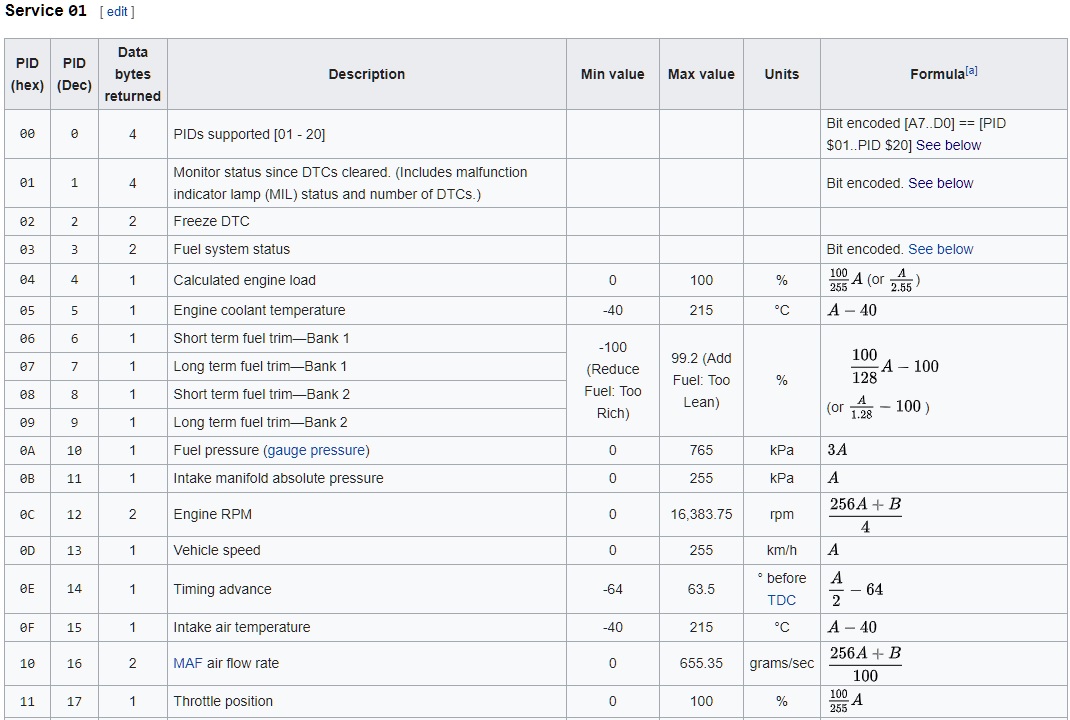 Service 01 [ edit ]
PID (hex) PID (Dec) Data bytes returned Description Min value Max value Units Formula[a]
00 0 4 PIDs supported [01 - 20] Bit encoded [A7..D0] == [PID $01..PID $20] See below
01 1 4 Monitor status since DTCs cleared. (Includes malfunction indicator lamp (MIL) status and number of DTCs.) Bit encoded. See below
02 2 2 Freeze DTC
03 3 2 Fuel system status Bit encoded. See below
04 4 1 Calculated engine load 0 100 % 100/255 A (or A/2.55)
05 5 1 Engine coolant temperature -40 215 °C A − 40
06 6 1 Short term fuel trim—Bank 1 -100 (Reduce Fuel: Too Rich) 99.2 (Add Fuel: Too Lean) % 100/128 A − 100 (or A/1.28 − 100 )
07 7 1 Long term fuel trim—Bank 1
08 8 1 Short term fuel trim—Bank 2
09 9 1 Long term fuel trim—Bank 2
0A 10 1 Fuel pressure (gauge pressure) 0 765 kPa 3A
0B 11 1 Intake manifold absolute pressure 0 255 kPa A
0C 12 2 Engine RPM 0 16,383.75 rpm 256A + B / 4
0D 13 1 Vehicle speed 0 255 km/h A
0E 14 1 Timing advance -64 63.5 ° before TDC A/2 − 64
0F 15 1 Intake air temperature -40 215 °C A − 40
10 16 2 MAF air flow rate 0 655.35 grams/sec 256A + B / 100
11 17 1 Throttle position 0 100 % 100/255 A